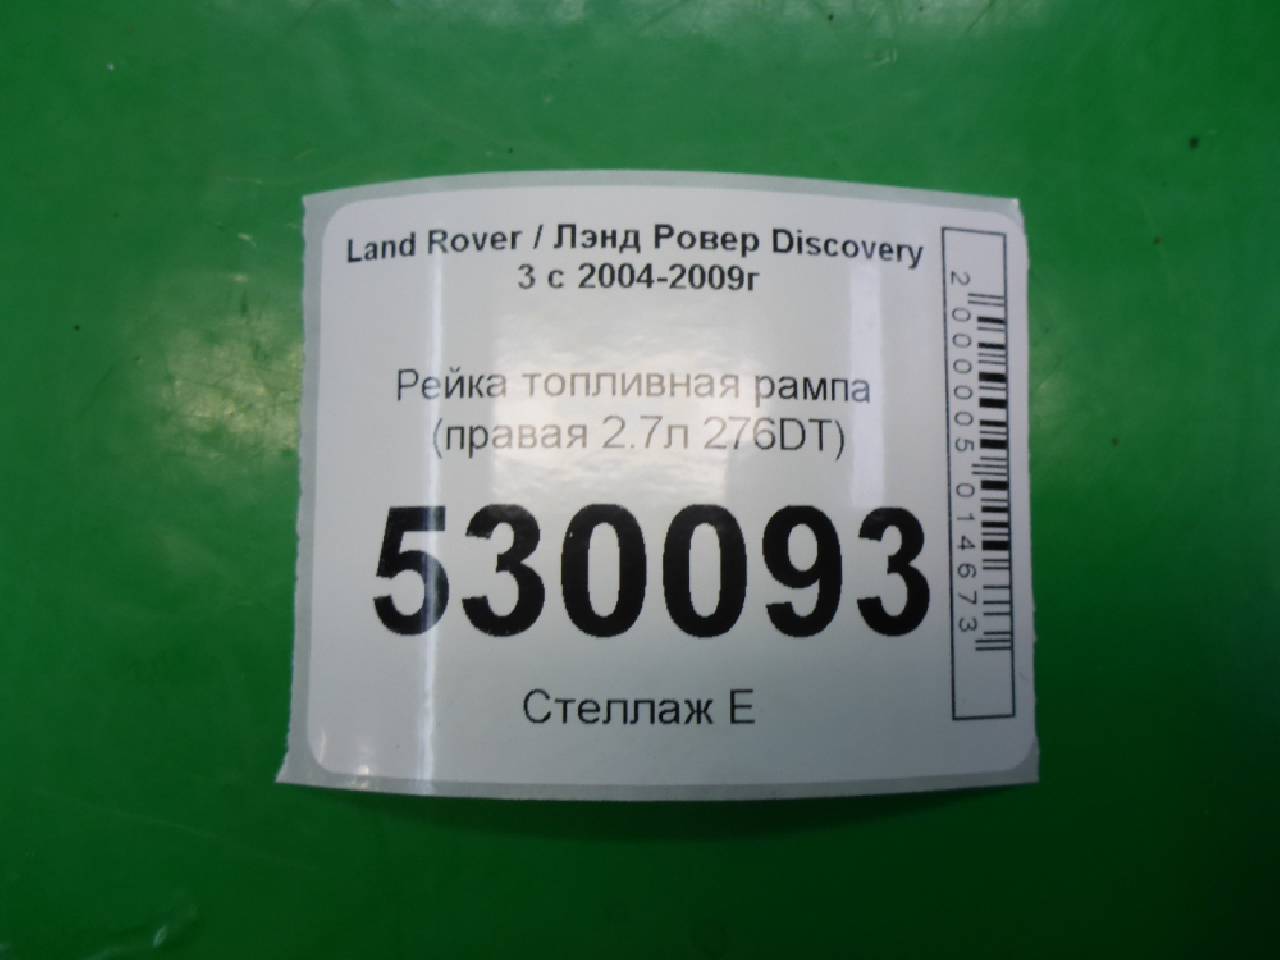 Land Rover / Лэнд Ровер Discovery
3 с 2004-2009г
Рейка топливная рампа
(правая 2.7л 276DT)
530093
Стеллаж Е
2000005014673